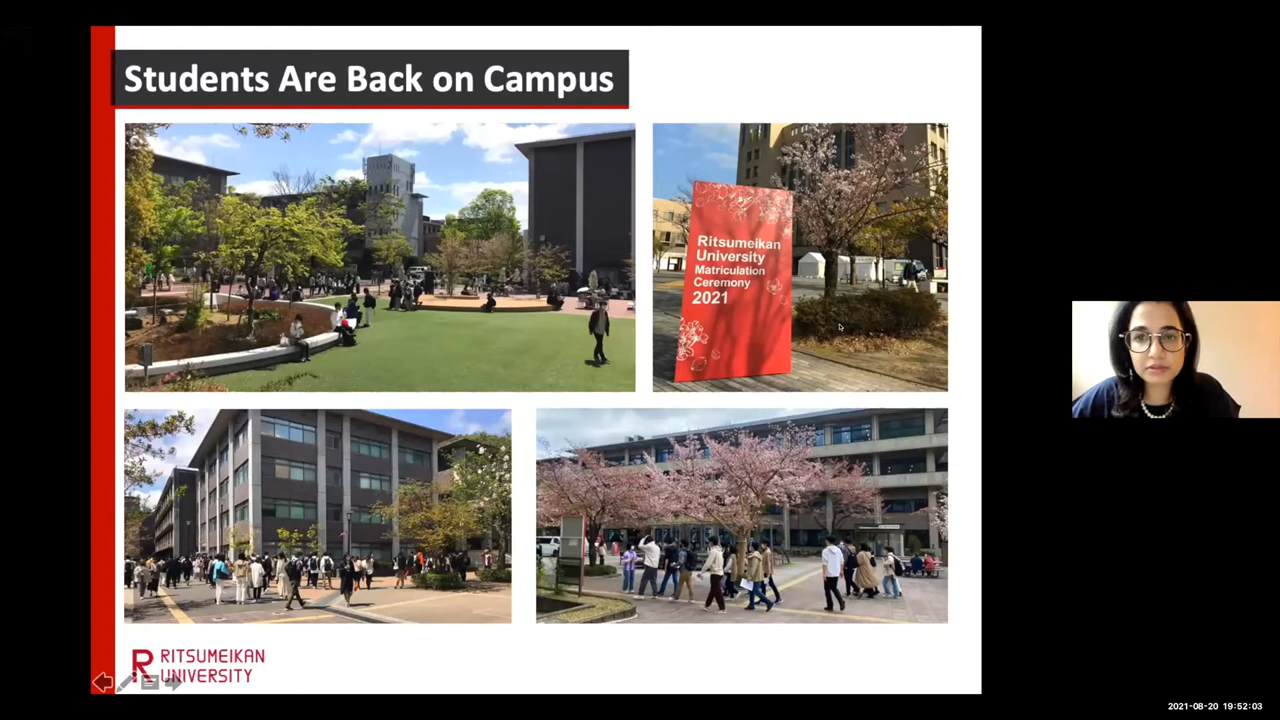 Students Are Back on Campus
Ritsumeikan
University
Matriculation
Ceremony
2021
R RITSUMEIKAN
UNIVERSITY
2021-08-20 19:52:03